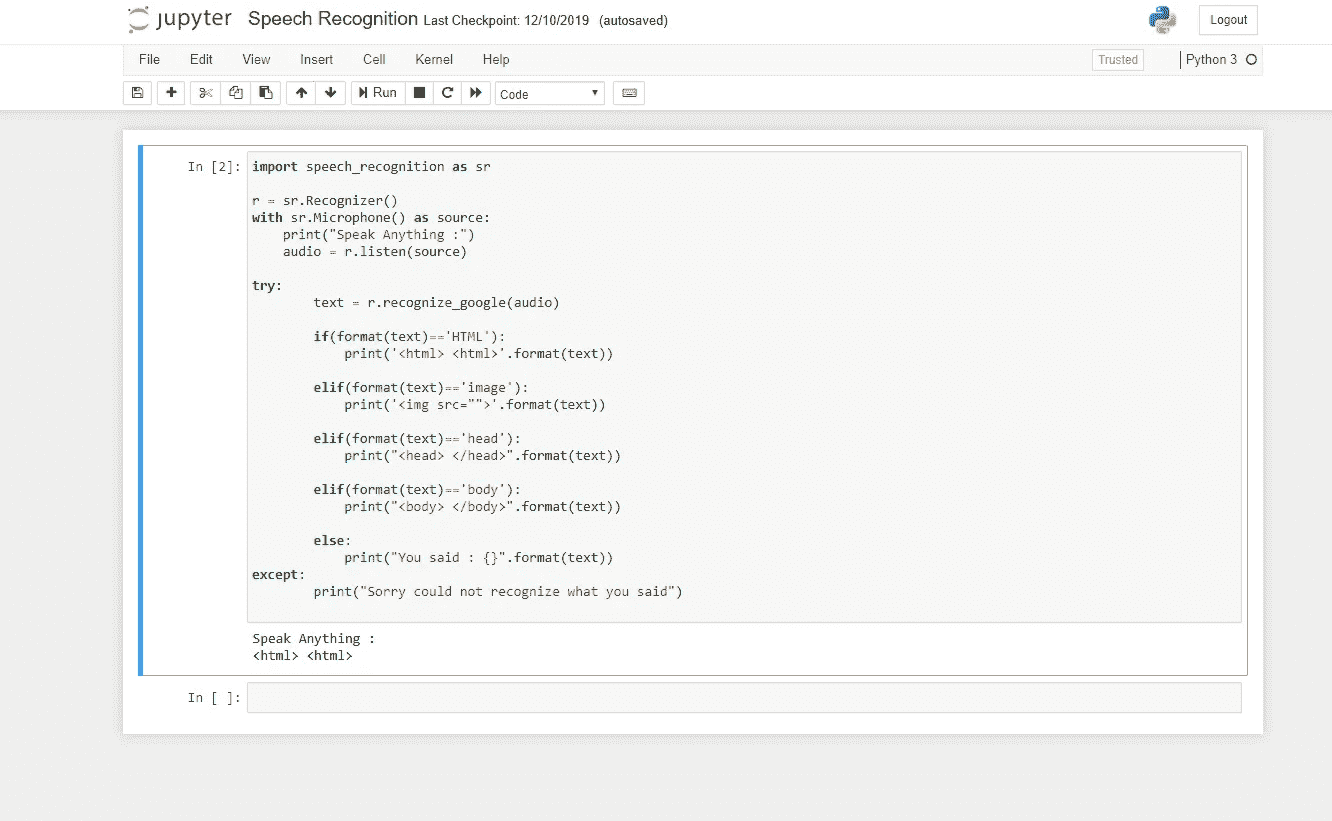 jupyter Speech Recognition Last Checkpoint: 12/10/2019 (autosaved) Logout
File Edit View Insert Cell Kernel Help Trusted Python 3
Run Code
In [2]: import speech_recognition as sr
r = sr.Recognizer()
with sr.Microphone() as source:
    print("Speak Anything :")
    audio = r.listen(source)
try:
        text = r.recognize_google(audio)
        if(format(text)=='HTML'):
            print('<html> <html>'.format(text))
        elif(format(text)=='image'):
            print('<img src="">'.format(text))
        elif(format(text)=='head'):
            print("<head> </head>".format(text))
        elif(format(text)=='body'):
            print("<body> </body>".format(text))
        else:
            print("You said : {}".format(text))
except:
        print("Sorry could not recognize what you said")
Speak Anything :
<html> <html>
In [ ]: